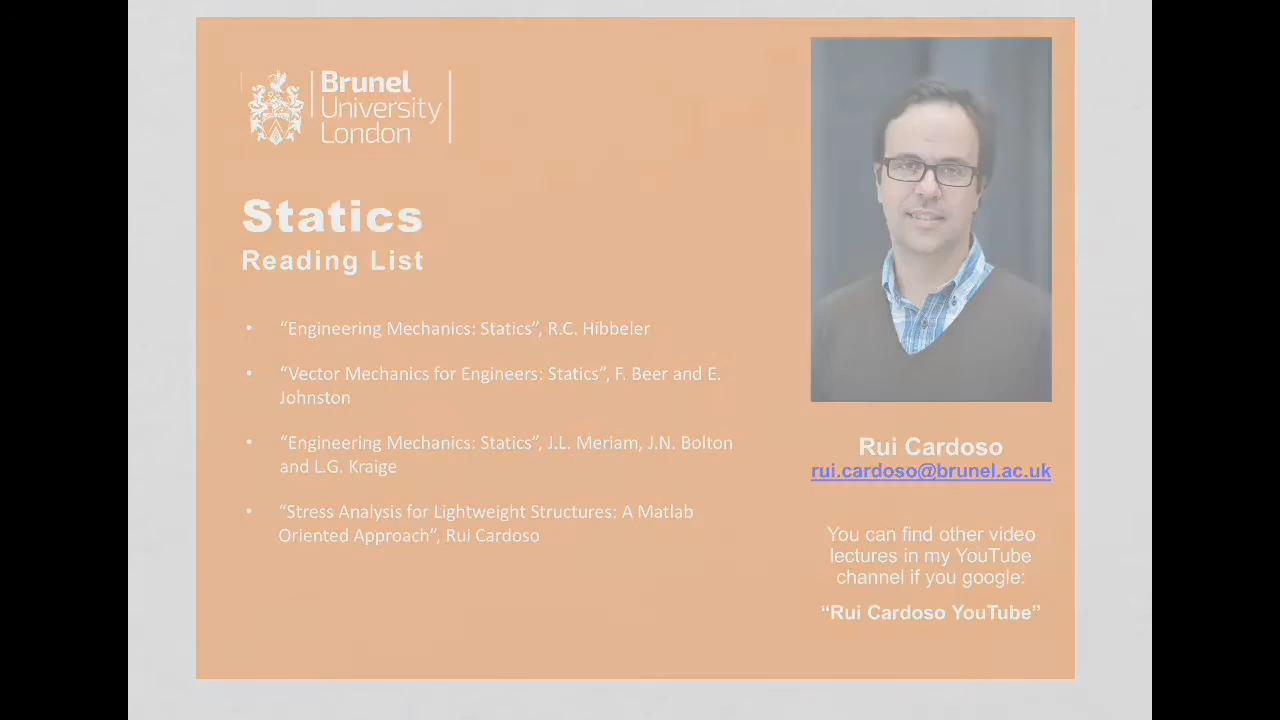 Brunel
University
London
Statics
Reading List
• “Engineering Mechanics: Statics”, R.C. Hibbeler
• “Vector Mechanics for Engineers: Statics”, F. Beer and E.
Johnston
• “Engineering Mechanics: Statics”, J.L. Meriam, J.N. Bolton
and L.G. Kraige
• “Stress Analysis for Lightweight Structures: A Matlab
Oriented Approach”, Rui Cardoso
Rui Cardoso
rui.cardoso@brunel.ac.uk
You can find other video
lectures in my YouTube
channel if you google:
“Rui Cardoso YouTube”